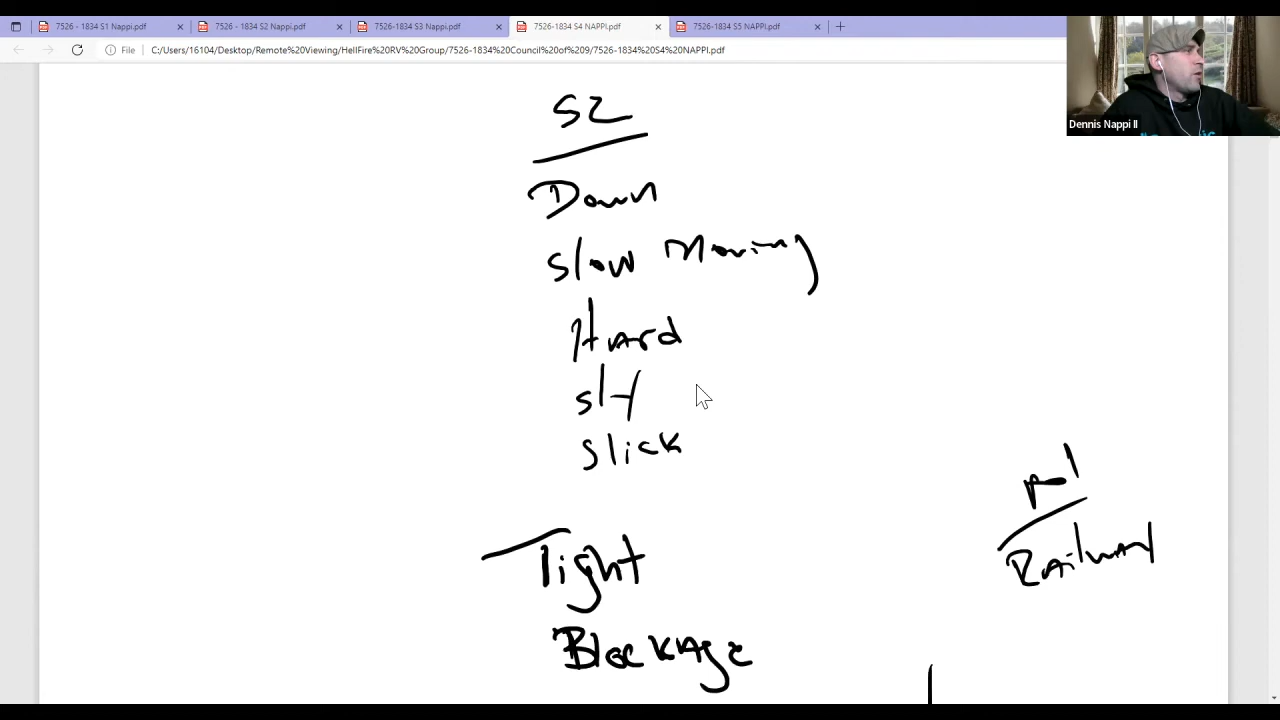 7526 - 1834 S1 Nappi.pdf
7526 - 1834 S2 Nappi.pdf
7526-1834 S3 Nappi.pdf
7526-1834 S4 NAPPI.pdf
7526-1834 S5 NAPPI.pdf
File
C:/Users/16104/Desktop/Remote%20Viewing/HellFire%20RV%20Group/7526-1834%20Council%20of%209/7526-1834%20S4%20NAPPI.pdf
Dennis Nappi II
S2
Down
Slow Moving
Hard
Slick
Railway
Tight
Blockage